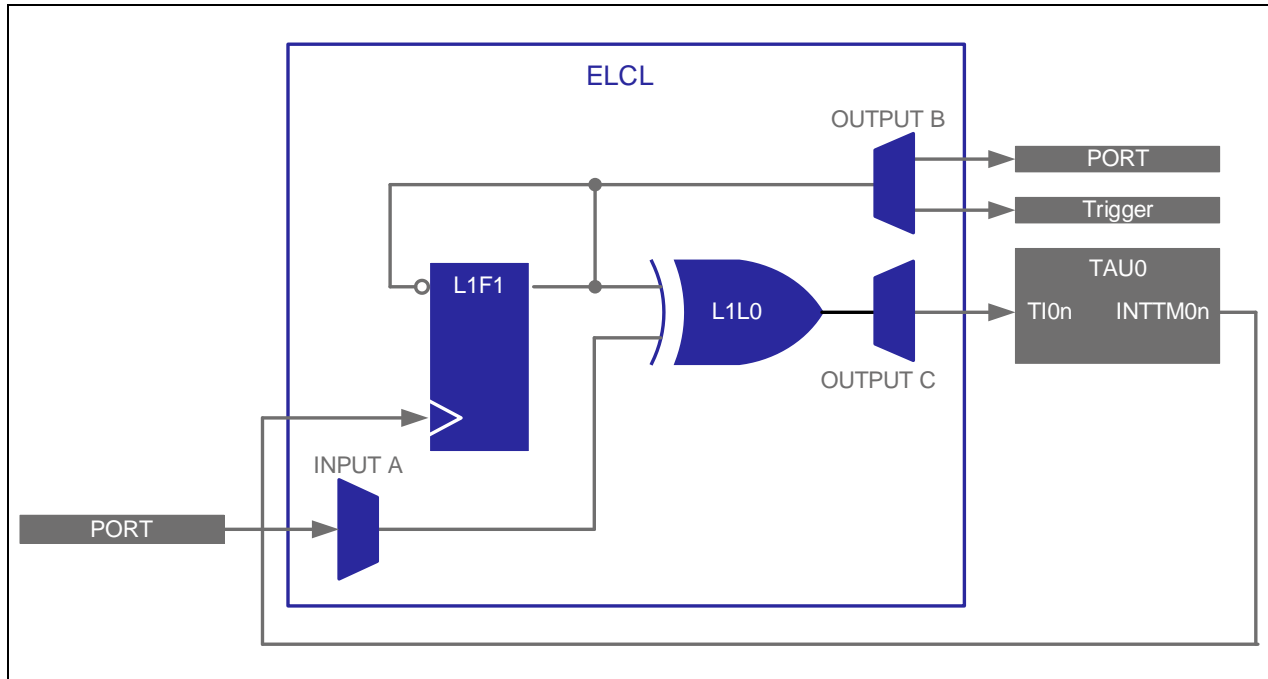 ELCL
OUTPUT B
PORT
Trigger
L1F1
L1L0
TAU0
TI0n INTTM0n
OUTPUT C
INPUT A
PORT